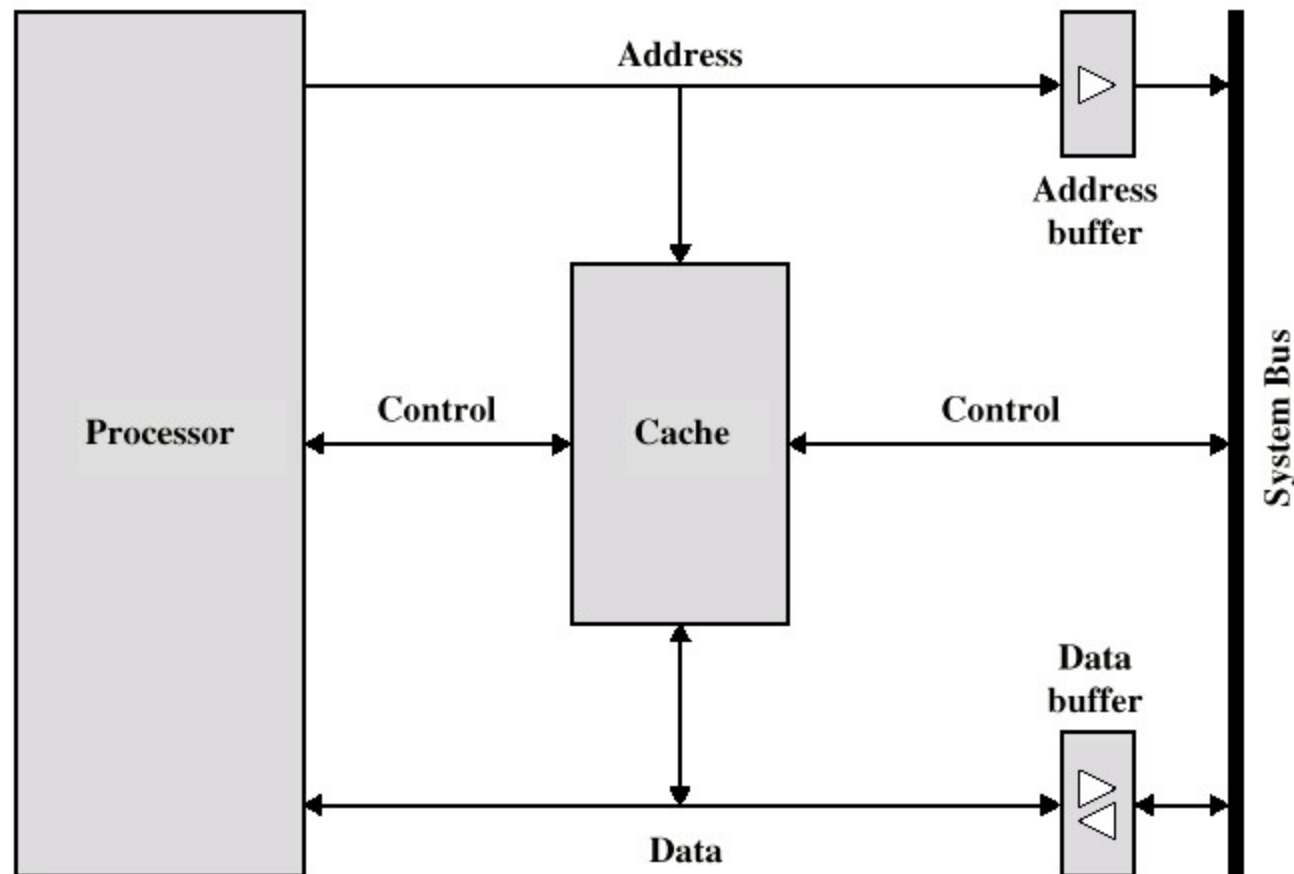 Address
Address
buffer
Control
Control
Processor
Cache
System Bus
Data
buffer
Data